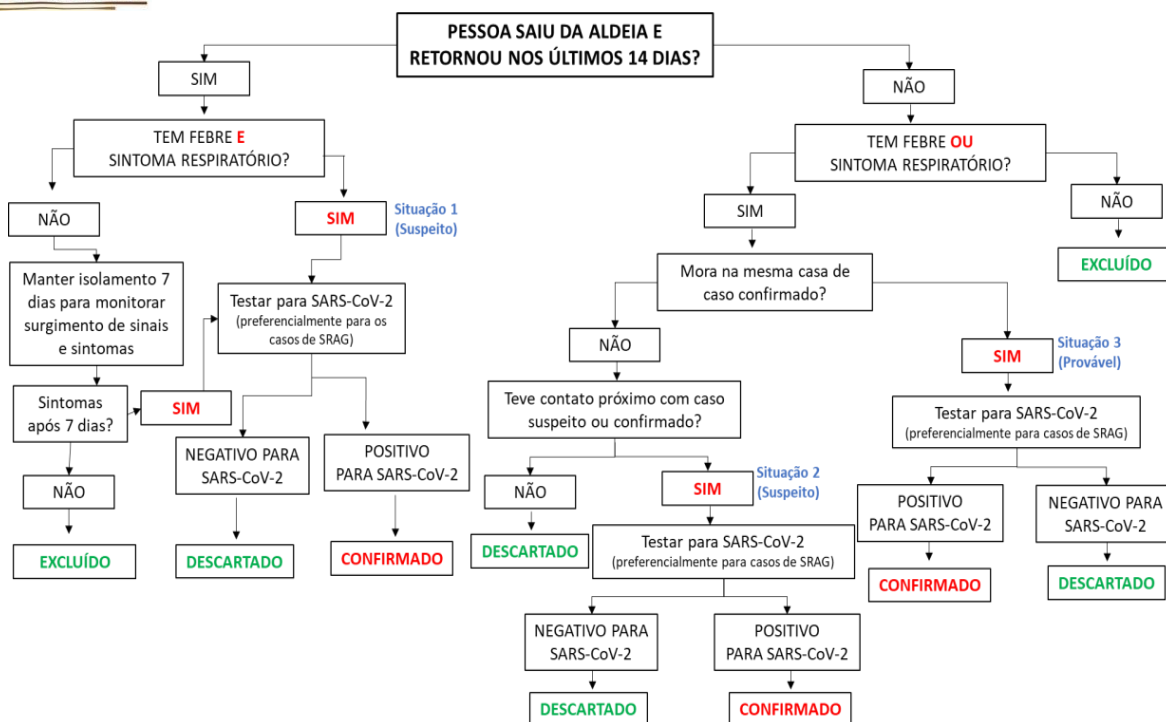 PESSOA SAIU DA ALDEIA E
RETORNOU NOS ÚLTIMOS 14 DIAS?
SIM
NÃO
TEM FEBRE E
SINTOMA RESPIRATÓRIO?
TEM FEBRE OU
SINTOMA RESPIRATÓRIO?
NÃO
SIM
Situação 1
(Suspeito)
SIM
NÃO
EXCLUÍDO
Manter isolamento 7
dias para monitorar
surgimento de sinais
e sintomas
Testar para SARS-CoV-2
(preferencialmente para os
casos de SRAG)
Mora na mesma casa de
caso confirmado?
NÃO
SIM
Situação 3
(Provável)
Sintomas
após 7 dias?
SIM
Teve contato próximo com caso
suspeito ou confirmado?
Testar para SARS-CoV-2
(preferencialmente para casos de SRAG)
NEGATIVO PARA
SARS-CoV-2
POSITIVO
PARA SARS-CoV-2
NÃO
NÃO
SIM
Situação 2
(Suspeito)
POSITIVO
PARA SARS-CoV-2
NEGATIVO PARA
SARS-CoV-2
EXCLUÍDO
DESCARTADO
CONFIRMADO
DESCARTADO
Testar para SARS-CoV-2
(preferencialmente para casos de SRAG)
CONFIRMADO
DESCARTADO
NEGATIVO PARA
SARS-CoV-2
POSITIVO
PARA SARS-CoV-2
DESCARTADO
CONFIRMADO